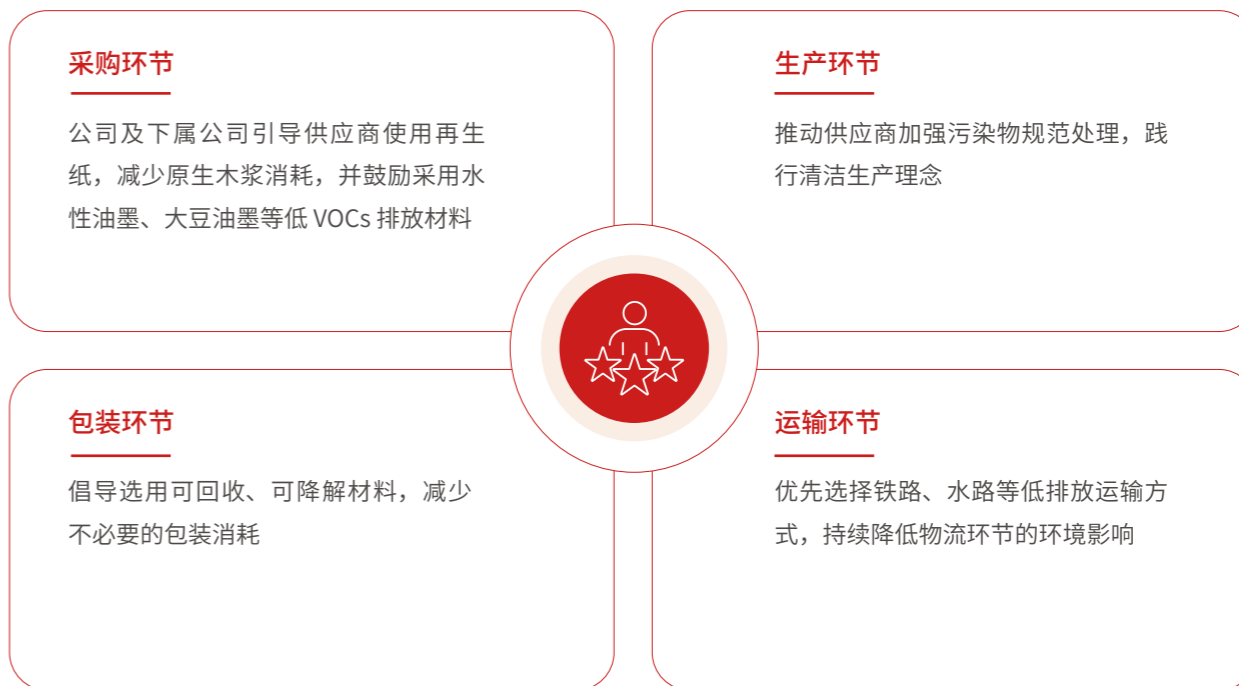 采购环节
公司及下属公司引导供应商使用再生
纸，减少原生木浆消耗，并鼓励采用水
性油墨、大豆油墨等低 VOCs 排放材料
生产环节
推动供应商加强污染物规范处理，践
行清洁生产理念
包装环节
倡导选用可回收、可降解材料，减少
不必要的包装消耗
运输环节
优先选择铁路、水路等低排放运输方
式，持续降低物流环节的环境影响